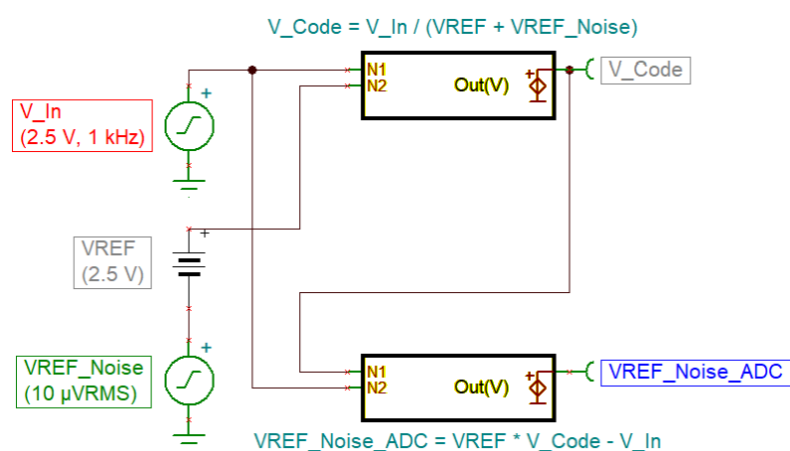 V_Code = V_In / (VREF + VREF_Noise)
N1
N2
Out(V)
+
V_Code
V_In
(2.5 V, 1 kHz)
+
VREF
(2.5 V)
+
VREF_Noise
(10 µVRMS)
+
N1
N2
Out(V)
+
VREF_Noise_ADC
VREF_Noise_ADC = VREF * V_Code - V_In